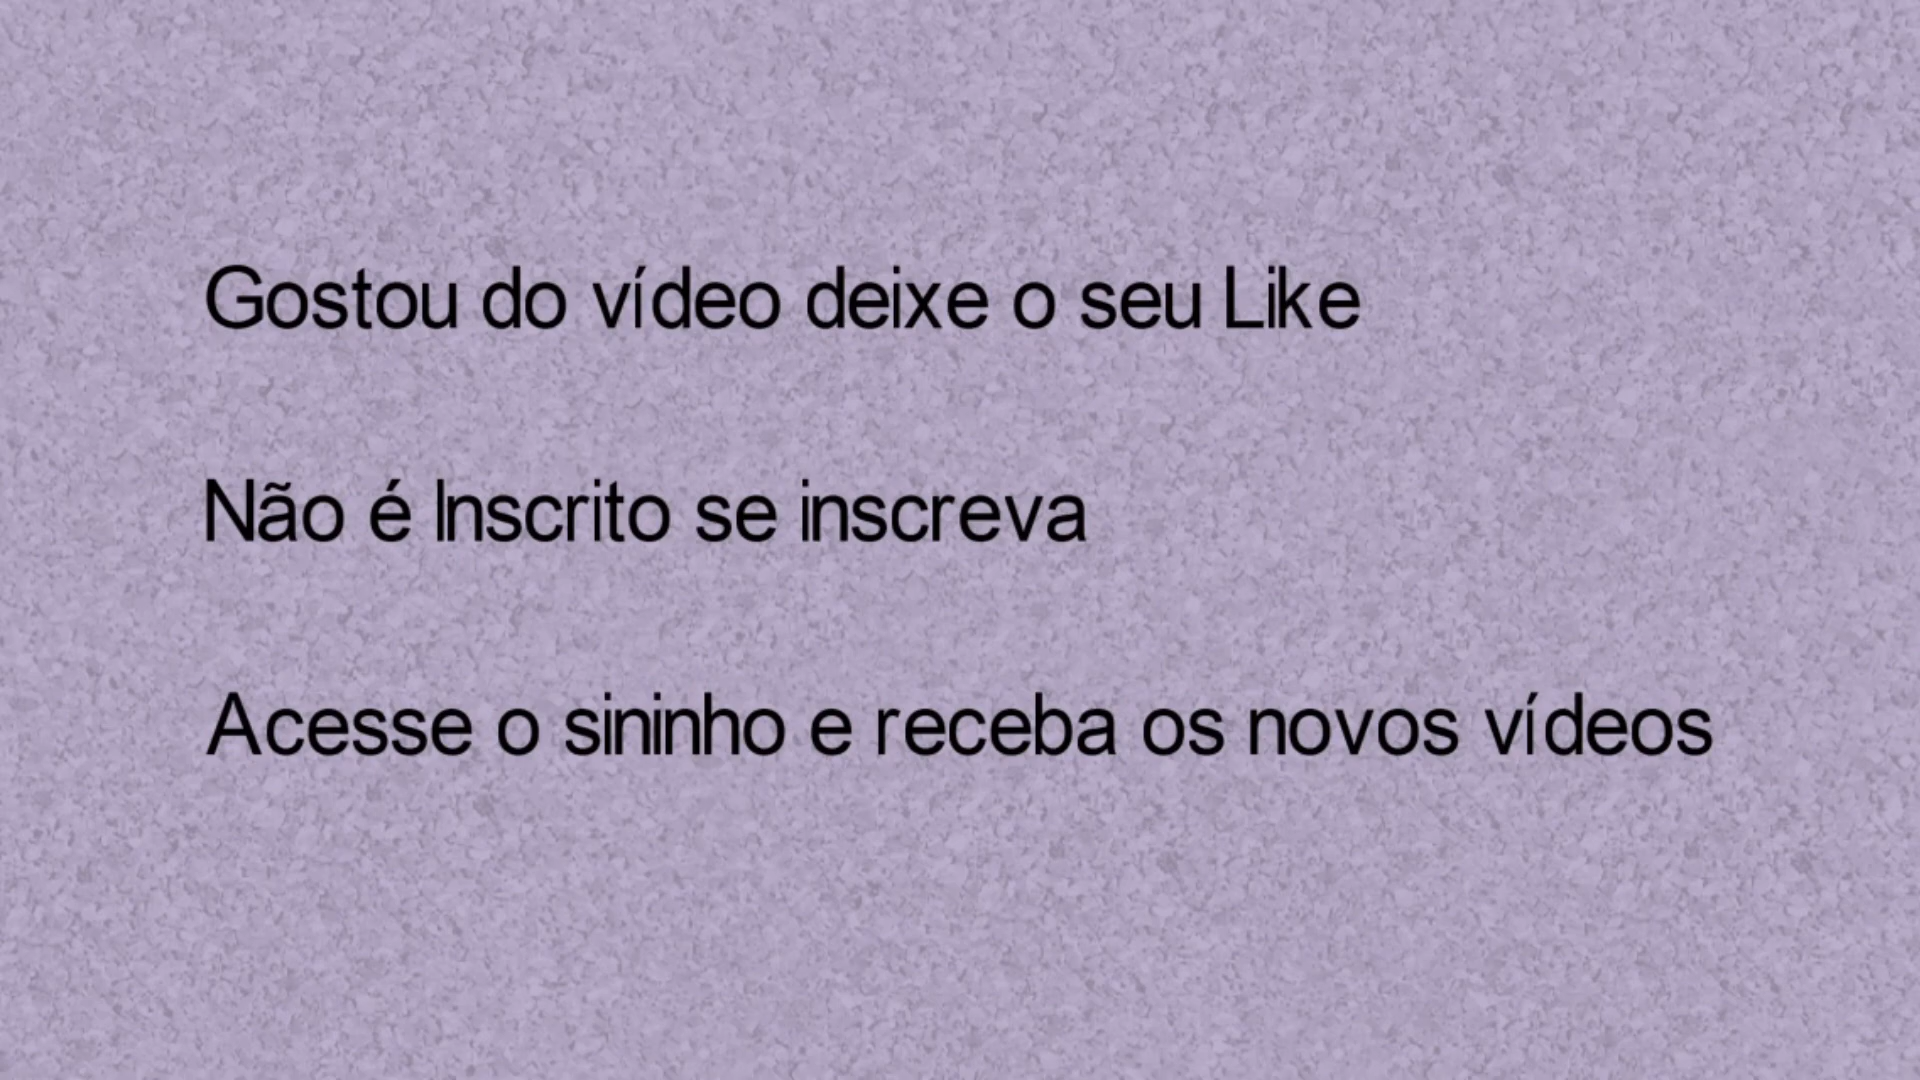 Gostou do vídeo deixe o seu Like
Não é Inscrito se inscreva
Acesse o sininho e receba os novos vídeos